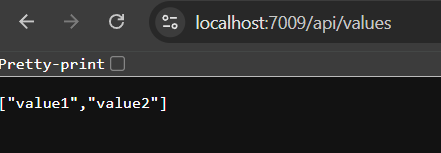 localhost:7009/api/values
Pretty-print
["value1","value2"]